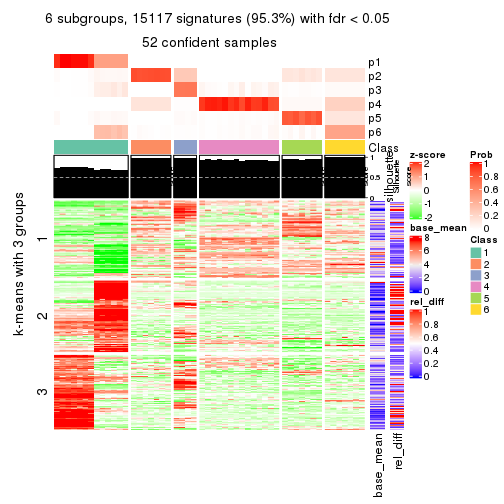 6 subgroups, 15117 signatures (95.3%) with fdr < 0.05
52 confident samples
p1
p2
p3
p4
p5
p6
Class
1
0.5
0
silhouette
k-means with 3 groups
1
2
3
base_mean
rel_diff
z-score
2
1
0
-1
-2
base_mean
8
6
4
2
0
rel_diff
1
0.8
0.6
0.4
0.2
0
Prob
1
0.8
0.6
0.4
0.2
0
Class
1
2
3
4
5
6